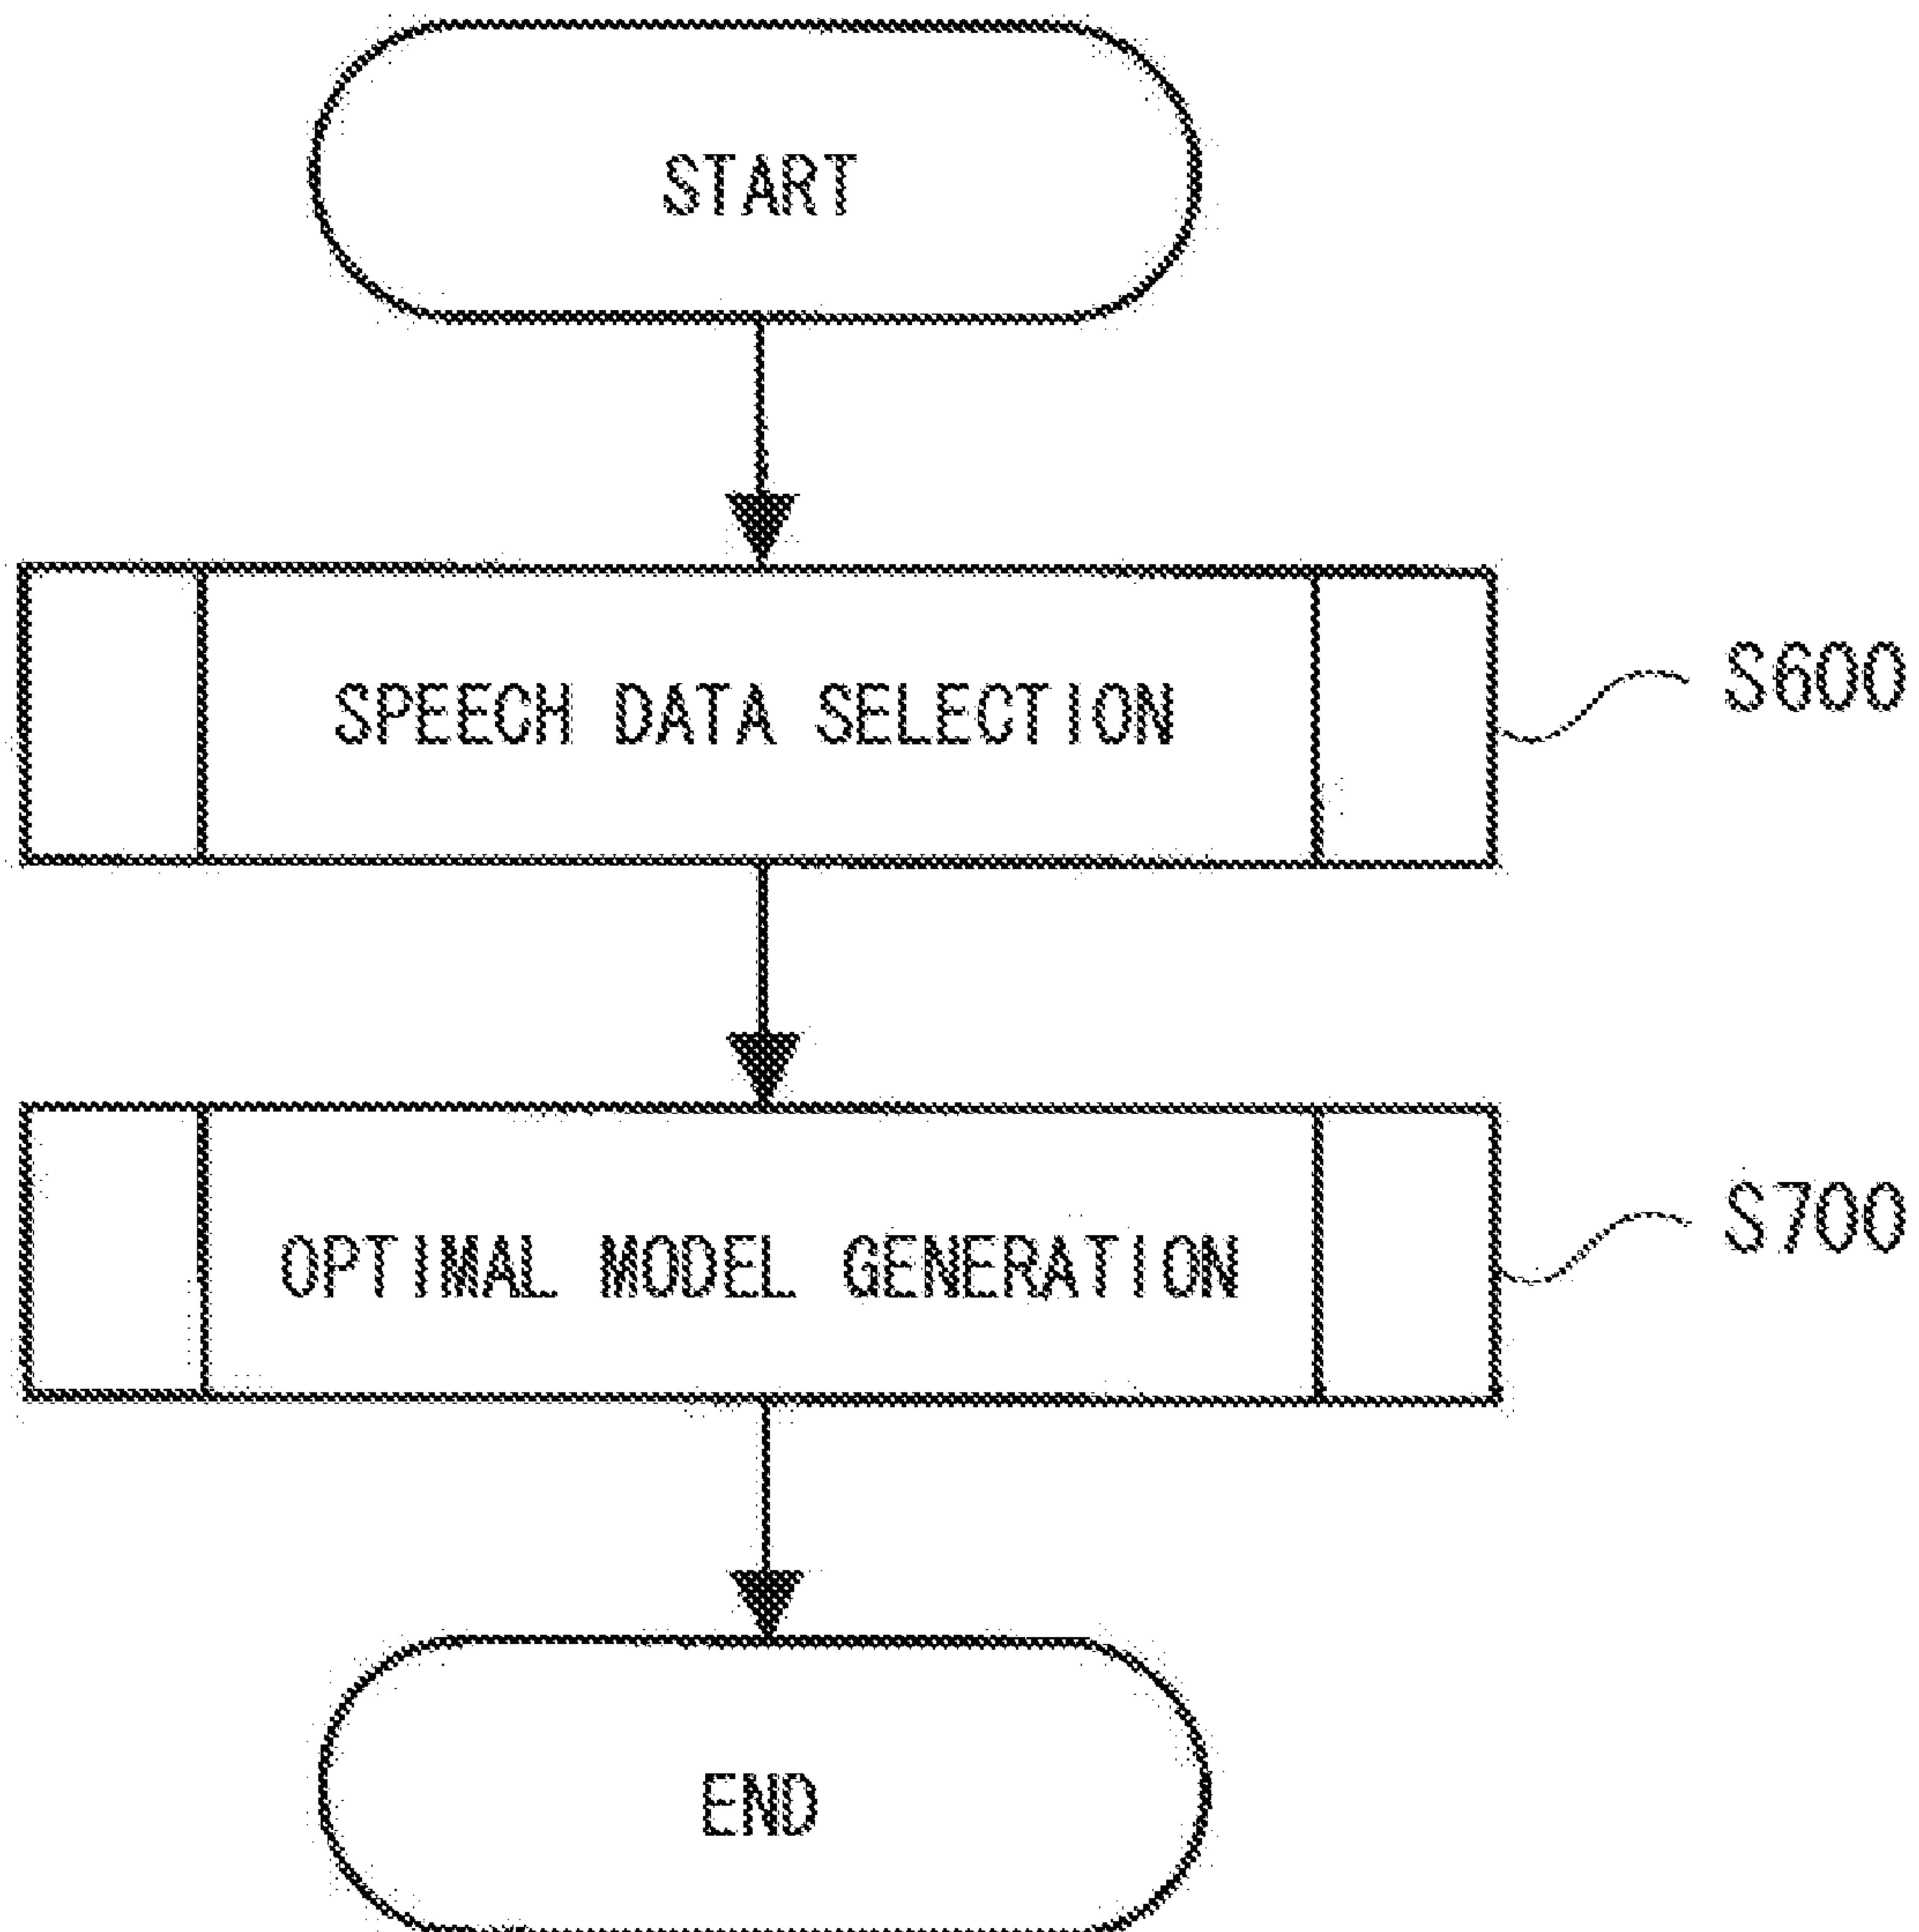 START
SPEECH DATA SELECTION
S600
OPTIMAL MODEL GENERATION
S700
END